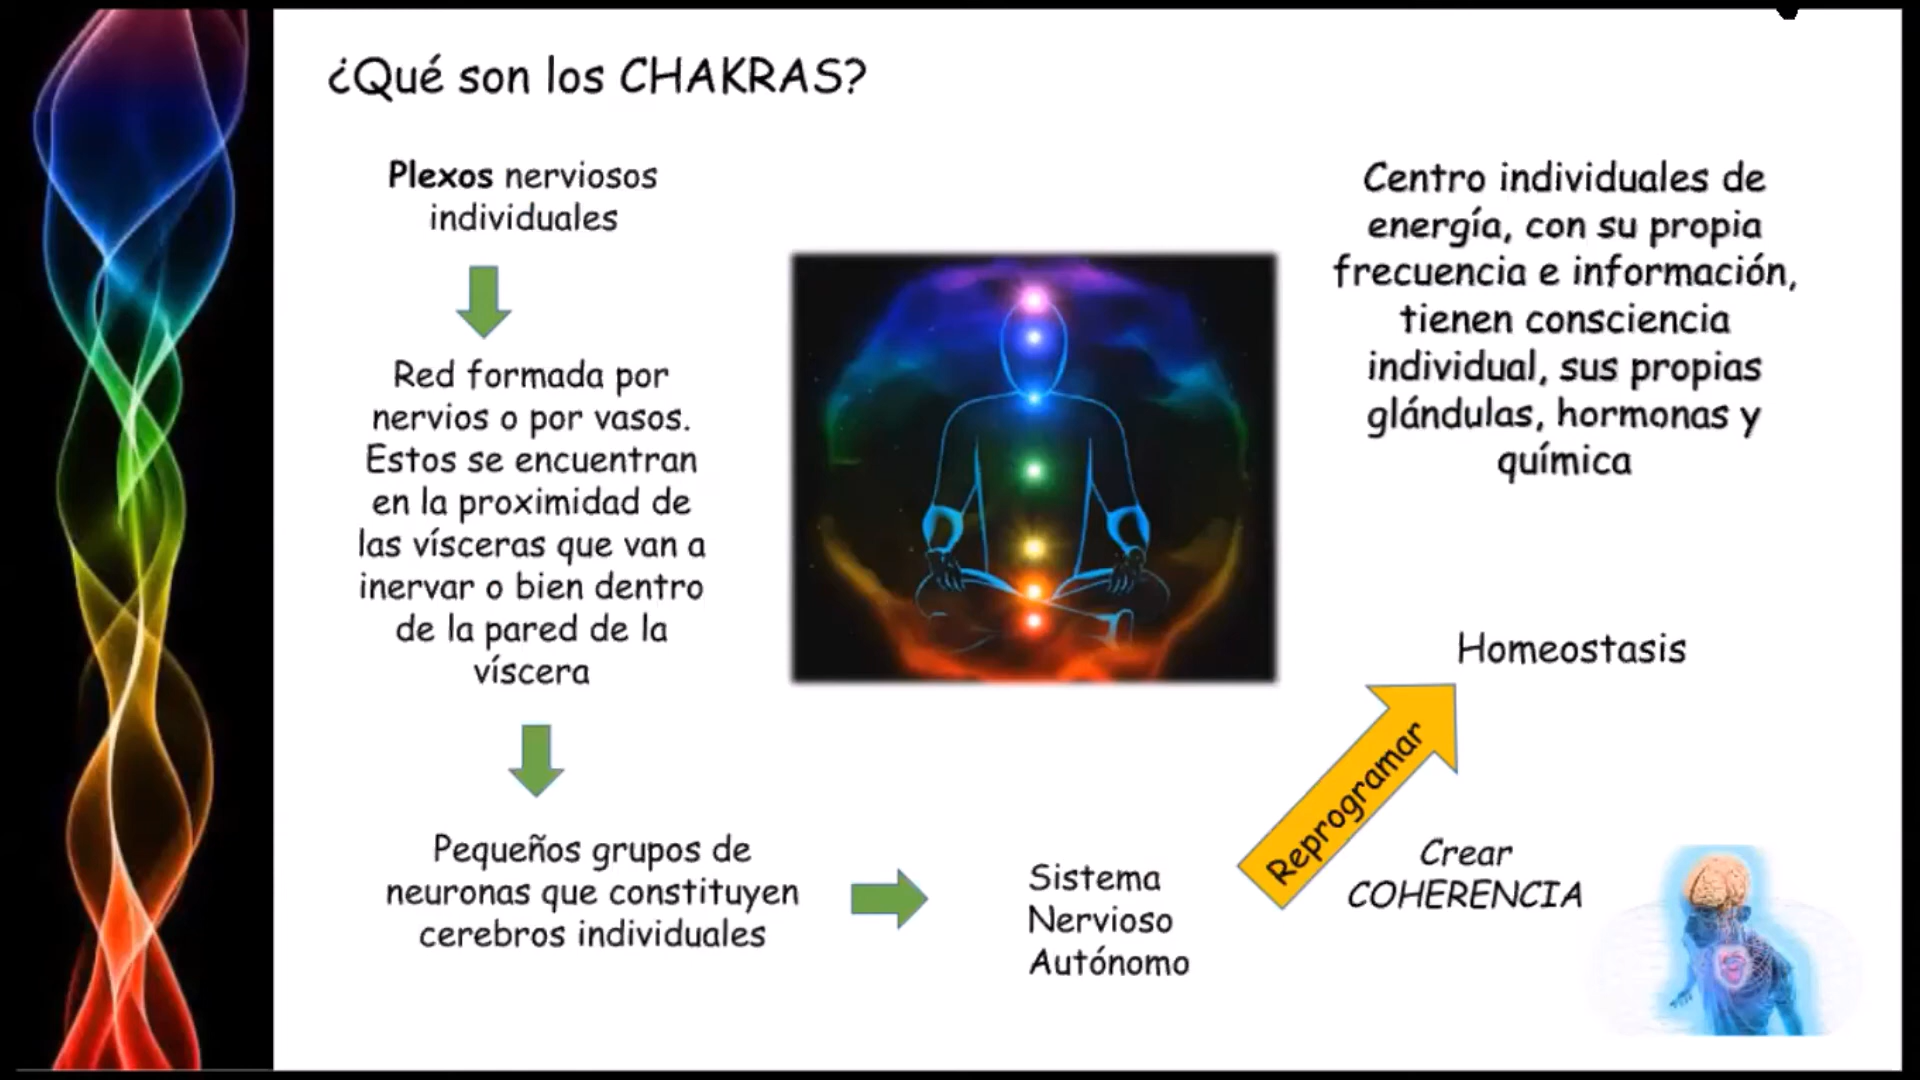 ¿Qué son los CHAKRAS?
Plexos nerviosos
individuales
Red formada por
nervios o por vasos.
Estos se encuentran
en la proximidad de
las vísceras que van a
inervar o bien dentro
de la pared de la
víscera
Pequeños grupos de
neuronas que constituyen
cerebros individuales
Sistema
Nervioso
Autónomo
Reprogramar
Homeostasis
Crear
COHERENCIA
Centro individuales de
energía, con su propia
frecuencia e información,
tienen consciencia
individual, sus propias
glándulas, hormonas y
química